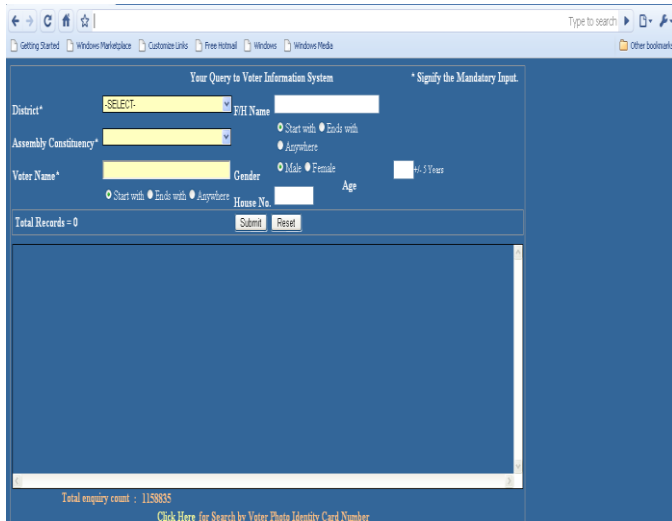 Type to search
Getting Started Windows Marketplace Customize Links Free Hotmail Windows Windows Media Other bookmarks
Your Query to Voter Information System * Signify the Mandatory Input.
District* -SELECT- F/H Name
Start with Ends with
Assembly Constituency*
Anywhere
Voter Name* Gender Male Female +/- 5 Years
Age
Start with Ends with Anywhere House No.
Total Records = 0 Submit Reset
Total enquiry count : 1158835
Click Here for Search by Voter Photo Identity Card Number